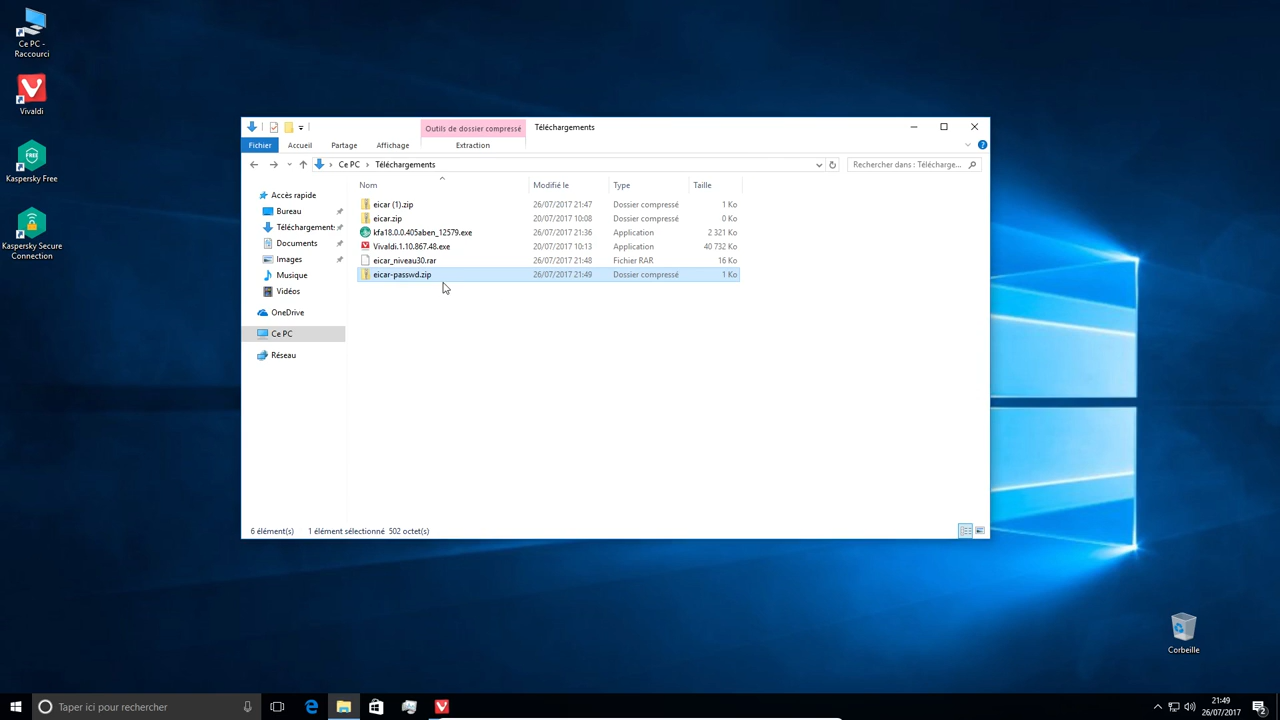 Ce PC -
Raccourci
Vivaldi
FREE
Kaspersky Free
Kaspersky Secure
Connection
Outils de dossier compressé
Téléchargements
Fichier
Accueil
Partage
Affichage
Extraction
Ce PC
Téléchargements
Rechercher dans : Télécharge...
Nom
Modifié le
Type
Taille
Accès rapide
Bureau
Téléchargements
Documents
Images
Musique
Vidéos
OneDrive
Ce PC
Réseau
eicar (1).zip 26/07/2017 21:47 Dossier compressé 1 Ko
eicar.zip 20/07/2017 10:08 Dossier compressé 0 Ko
kfa18.0.0.405aben_12579.exe 26/07/2017 21:36 Application 2 321 Ko
Vivaldi.1.10.867.48.exe 20/07/2017 10:13 Application 40 732 Ko
eicar_niveau30.rar 26/07/2017 21:48 Fichier RAR 16 Ko
eicar-passwd.zip 26/07/2017 21:49 Dossier compressé 1 Ko
6 élément(s) 1 élément sélectionné 502 octet(s)
Corbeille
Taper ici pour rechercher
21:49
26/07/2017
2